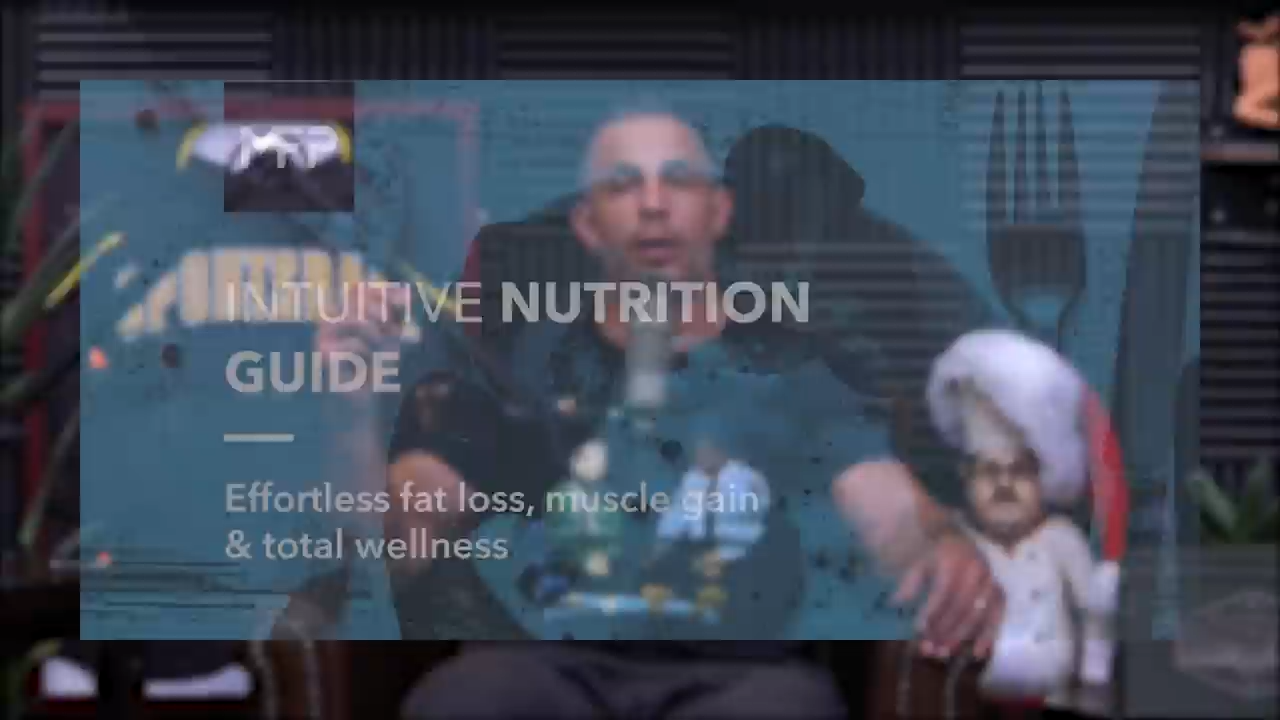 MFP
INTUITIVE NUTRITION
GUIDE
Effortless fat loss, muscle gain
& total wellness